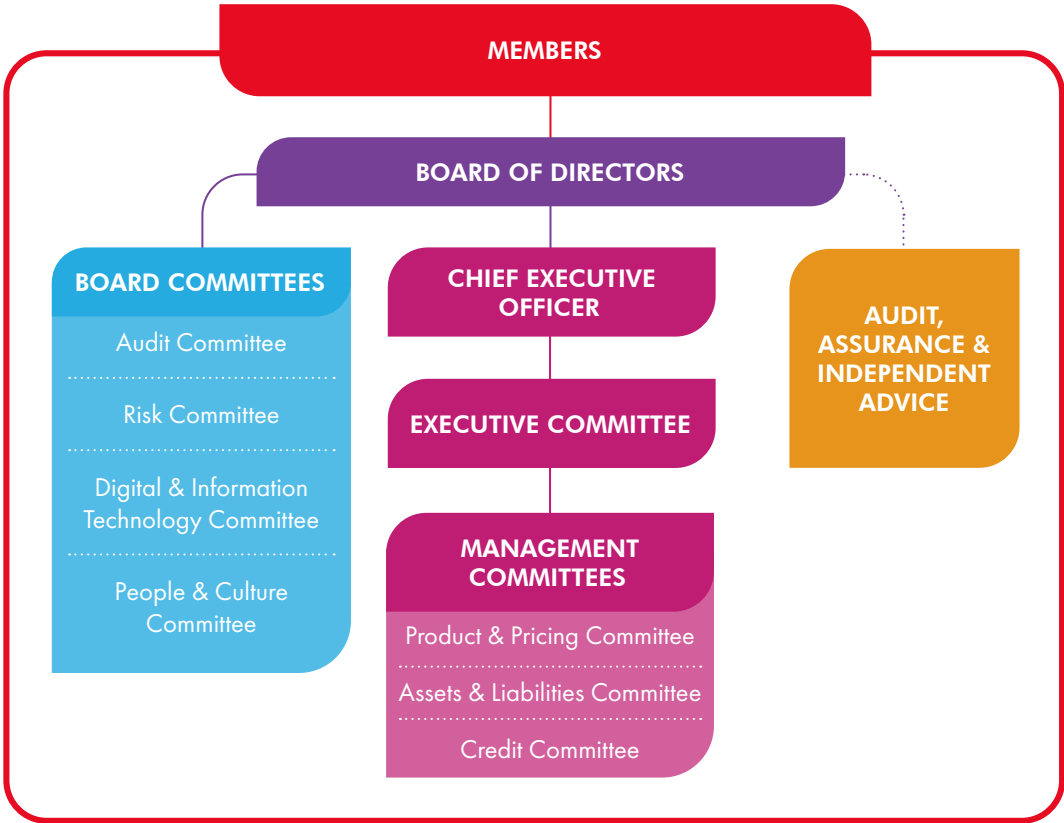 MEMBERS
BOARD OF DIRECTORS
BOARD COMMITTEES
Audit Committee
Risk Committee
Digital & Information
Technology Committee
People & Culture
Committee
CHIEF EXECUTIVE
OFFICER
EXECUTIVE COMMITTEE
MANAGEMENT
COMMITTEES
Product & Pricing Committee
Assets & Liabilities Committee
Credit Committee
AUDIT,
ASSURANCE &
INDEPENDENT
ADVICE